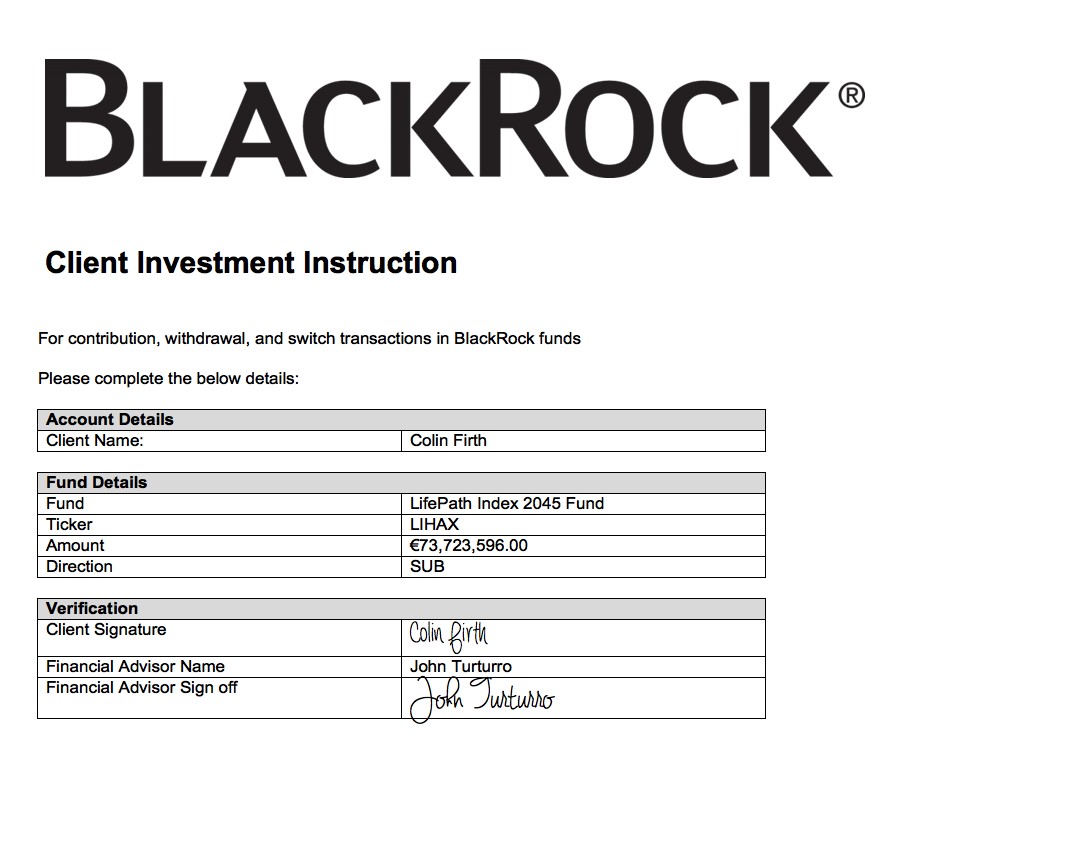 BLACKROCK®
Client Investment Instruction
For contribution, withdrawal, and switch transactions in BlackRock funds
Please complete the below details:
Account Details
Client Name: Colin Firth
Fund Details
Fund LifePath Index 2045 Fund
Ticker LIHAX
Amount €73,723,596.00
Direction SUB
Verification
Client Signature Colin Firth
Financial Advisor Name John Turturro
Financial Advisor Sign off John Turturro